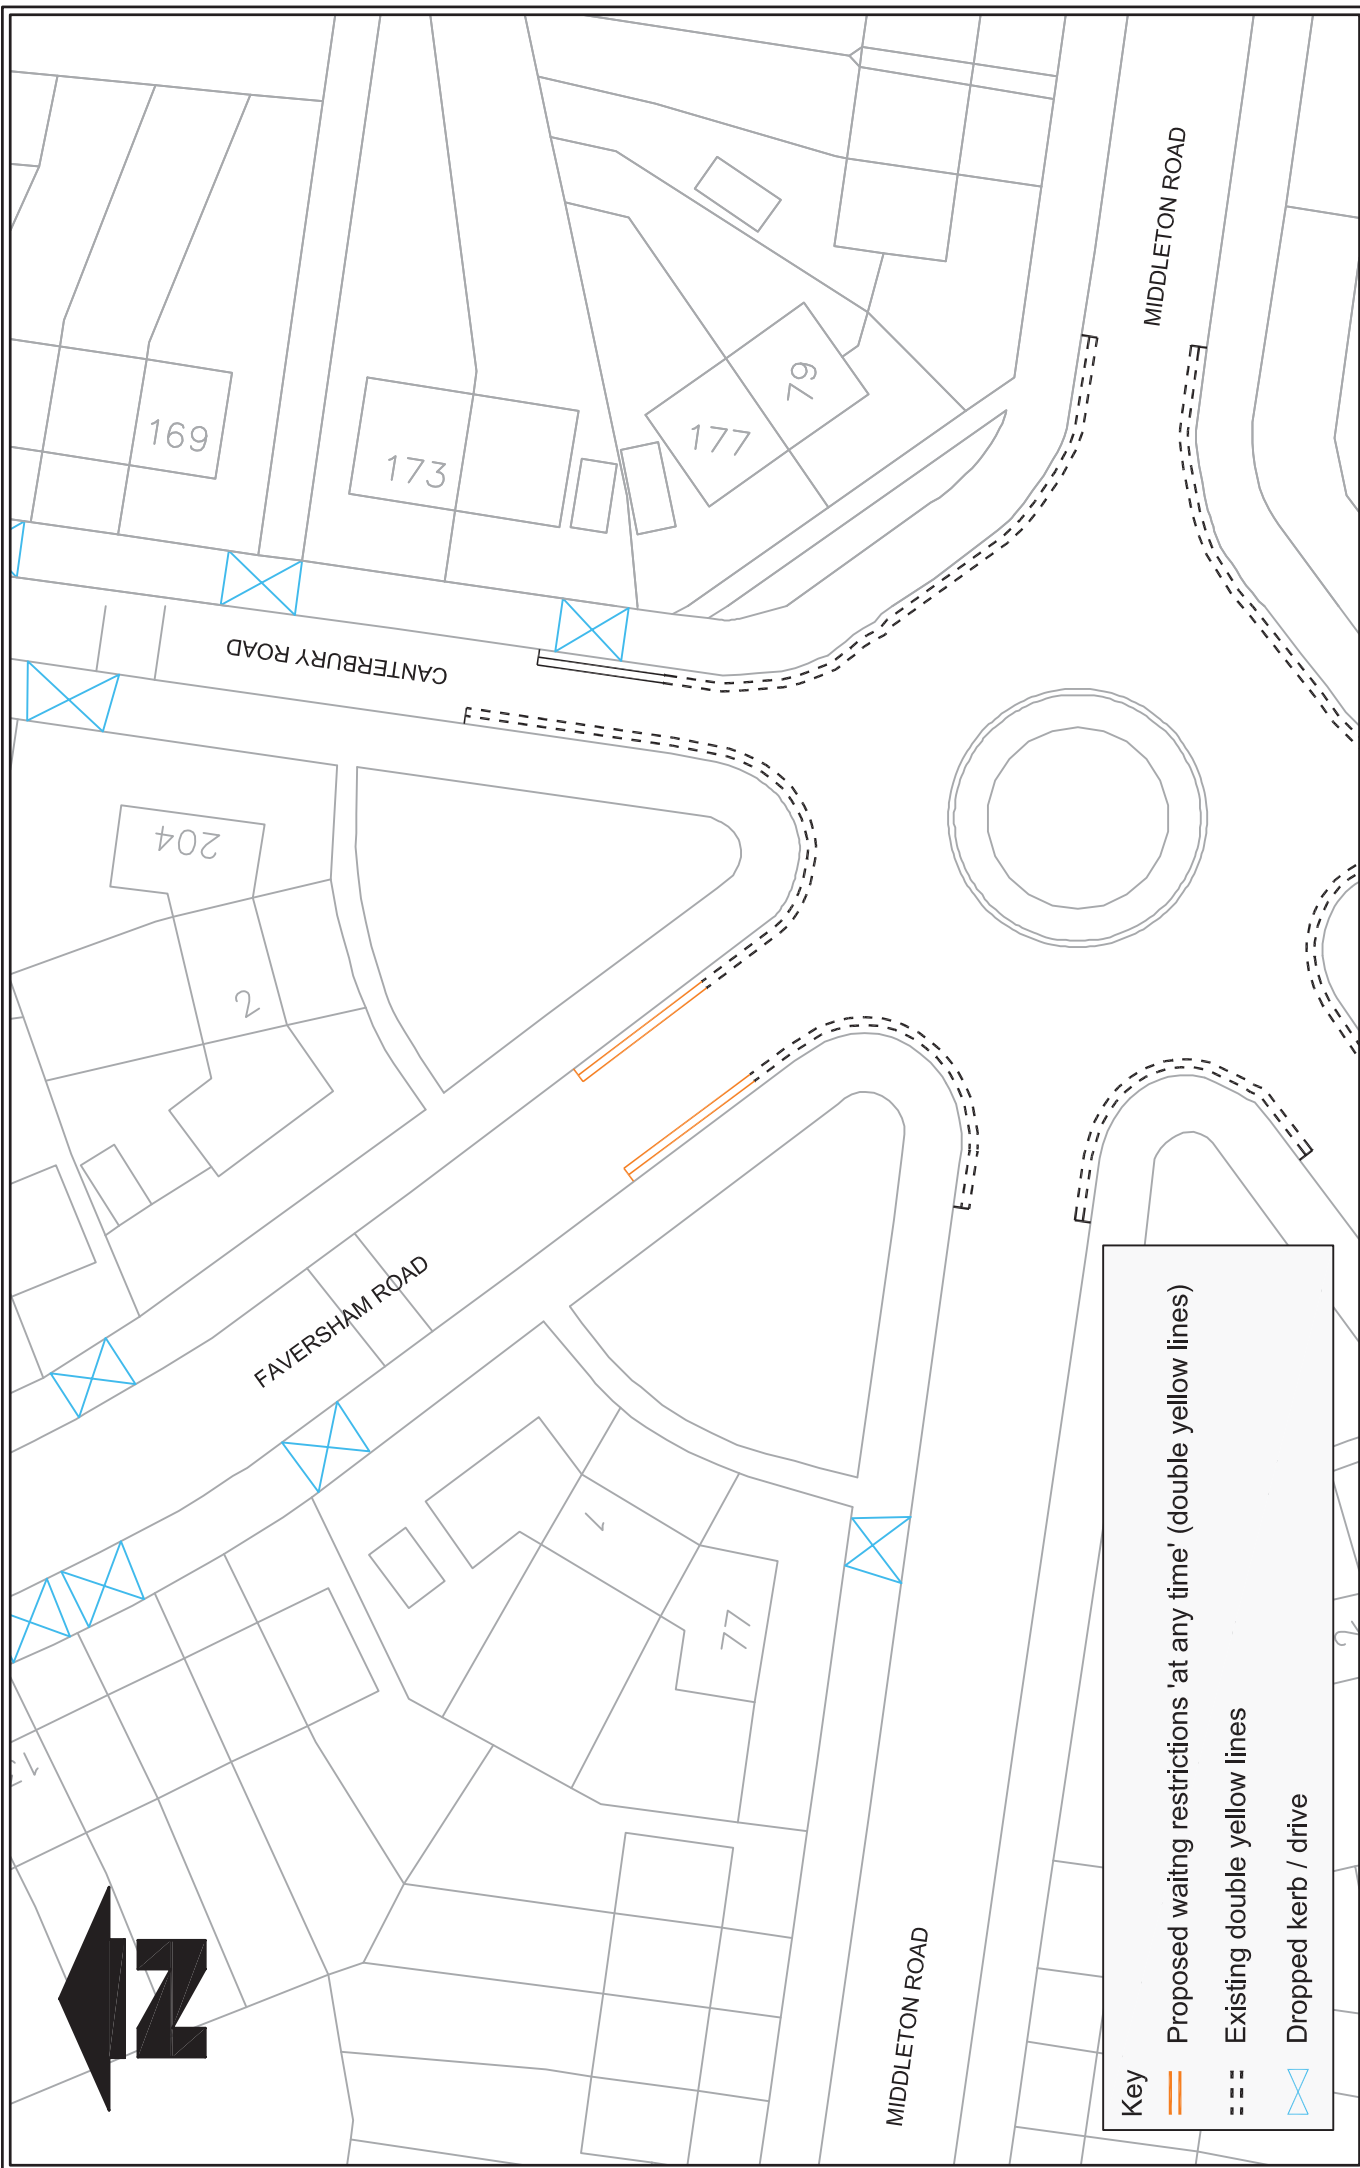 MIDDLETON ROAD
169
173
177
79
CANTERBURY ROAD
204
2
FAVERSHAM ROAD
1
77
MIDDLETON ROAD
N
Key
Proposed waitng restrictions 'at any time' (double yellow lines)
Existing double yellow lines
Dropped kerb / drive